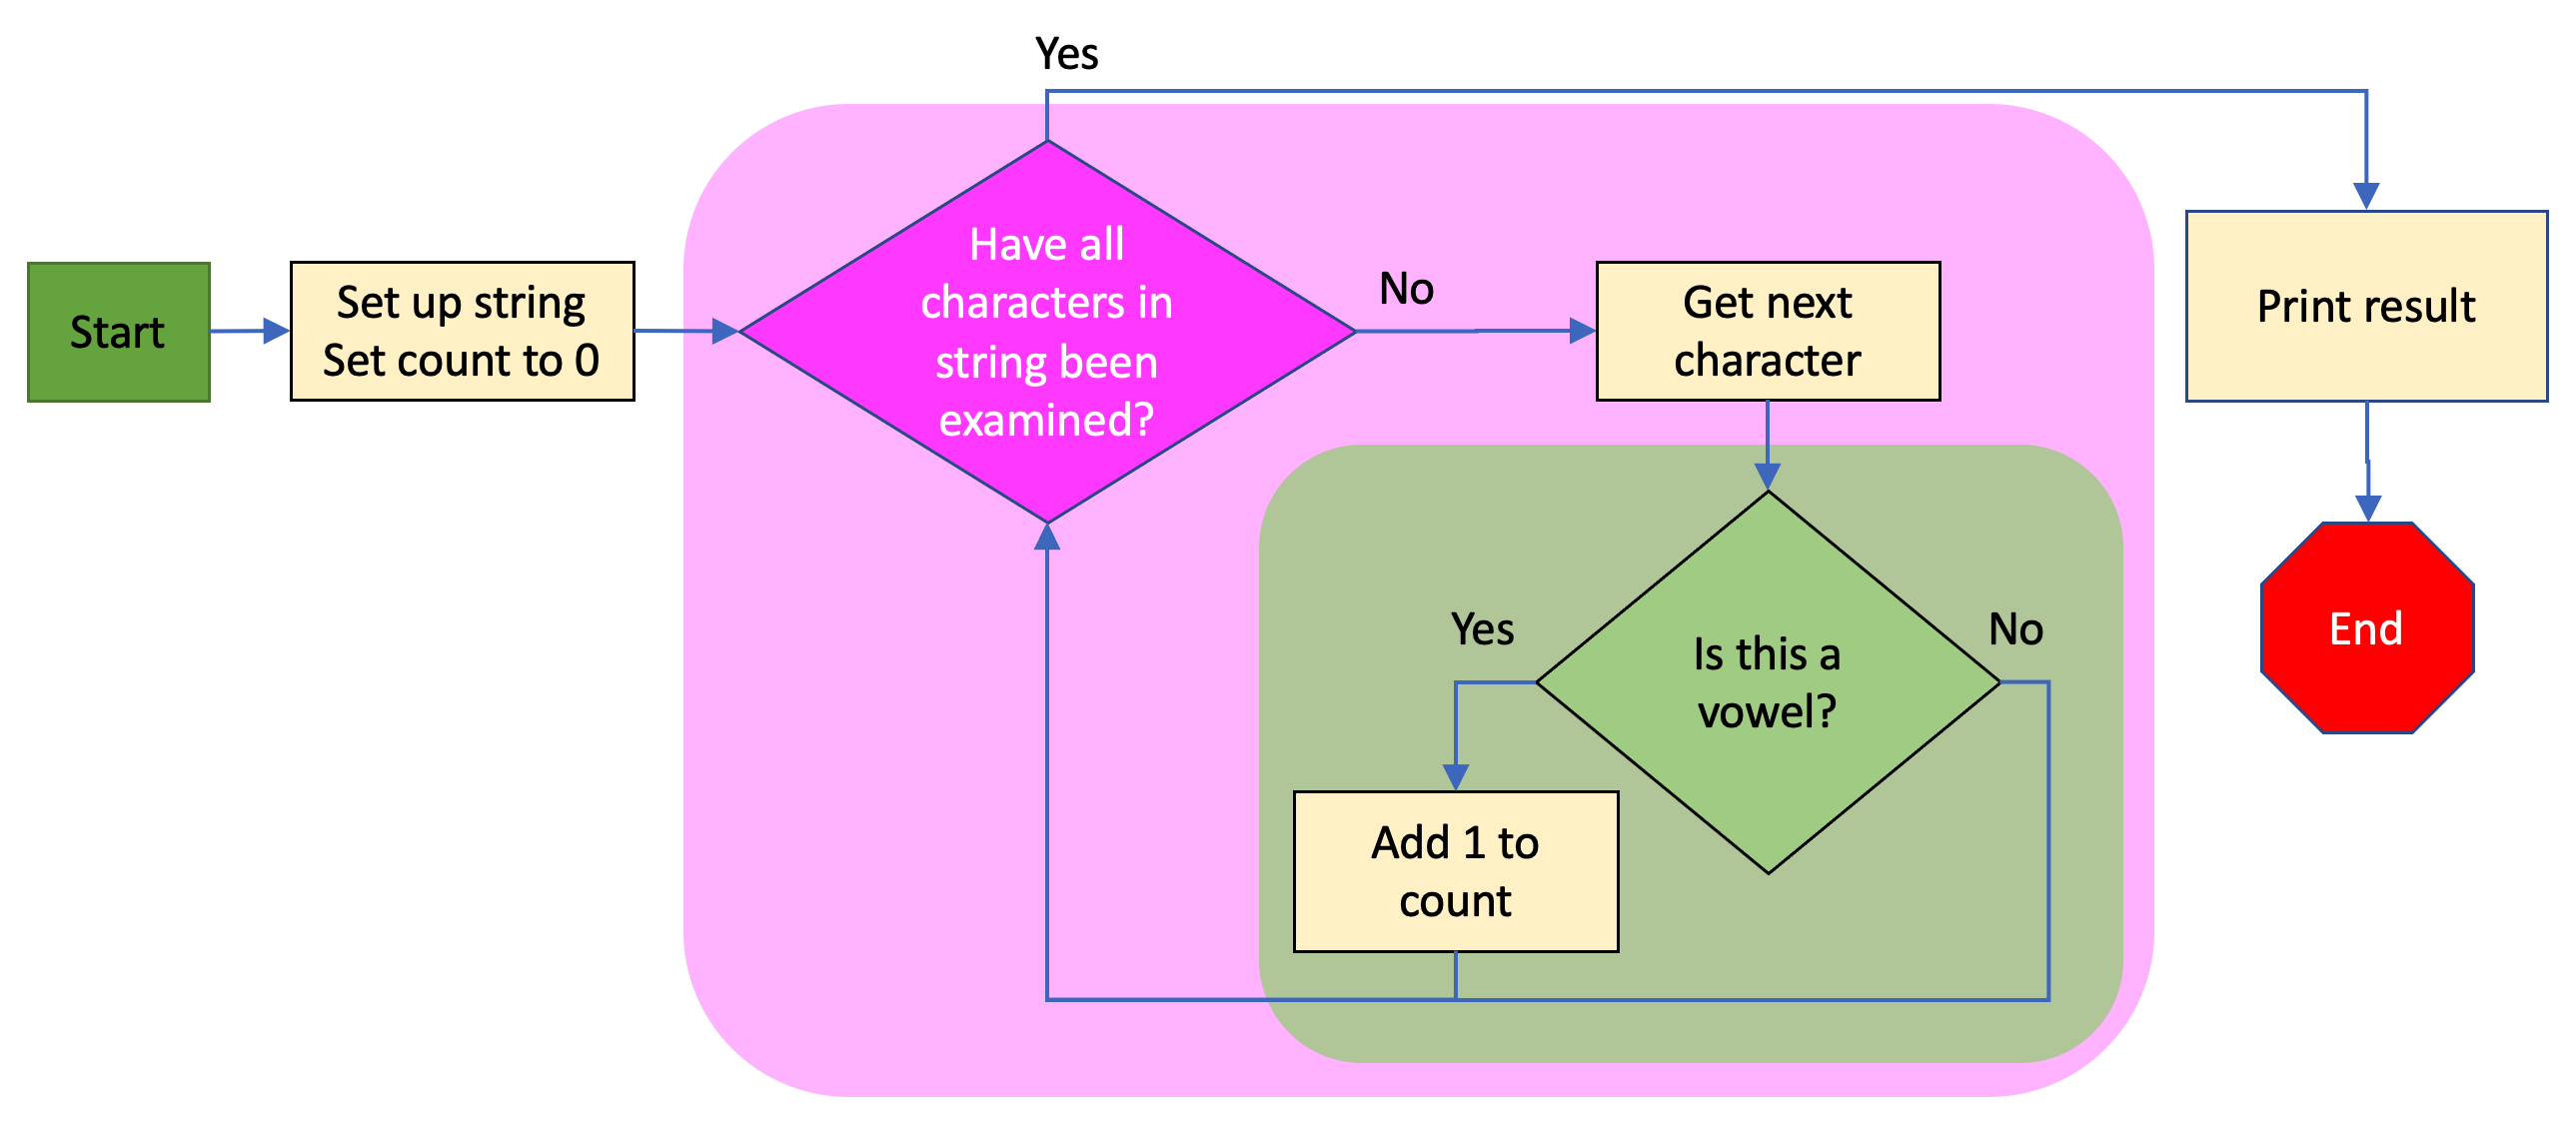 Yes
Start
Set up string
Set count to 0
Have all
characters in
string been
examined?
No
Get next
character
Print result
Yes
Is this a
vowel?
No
Add 1 to
count
End